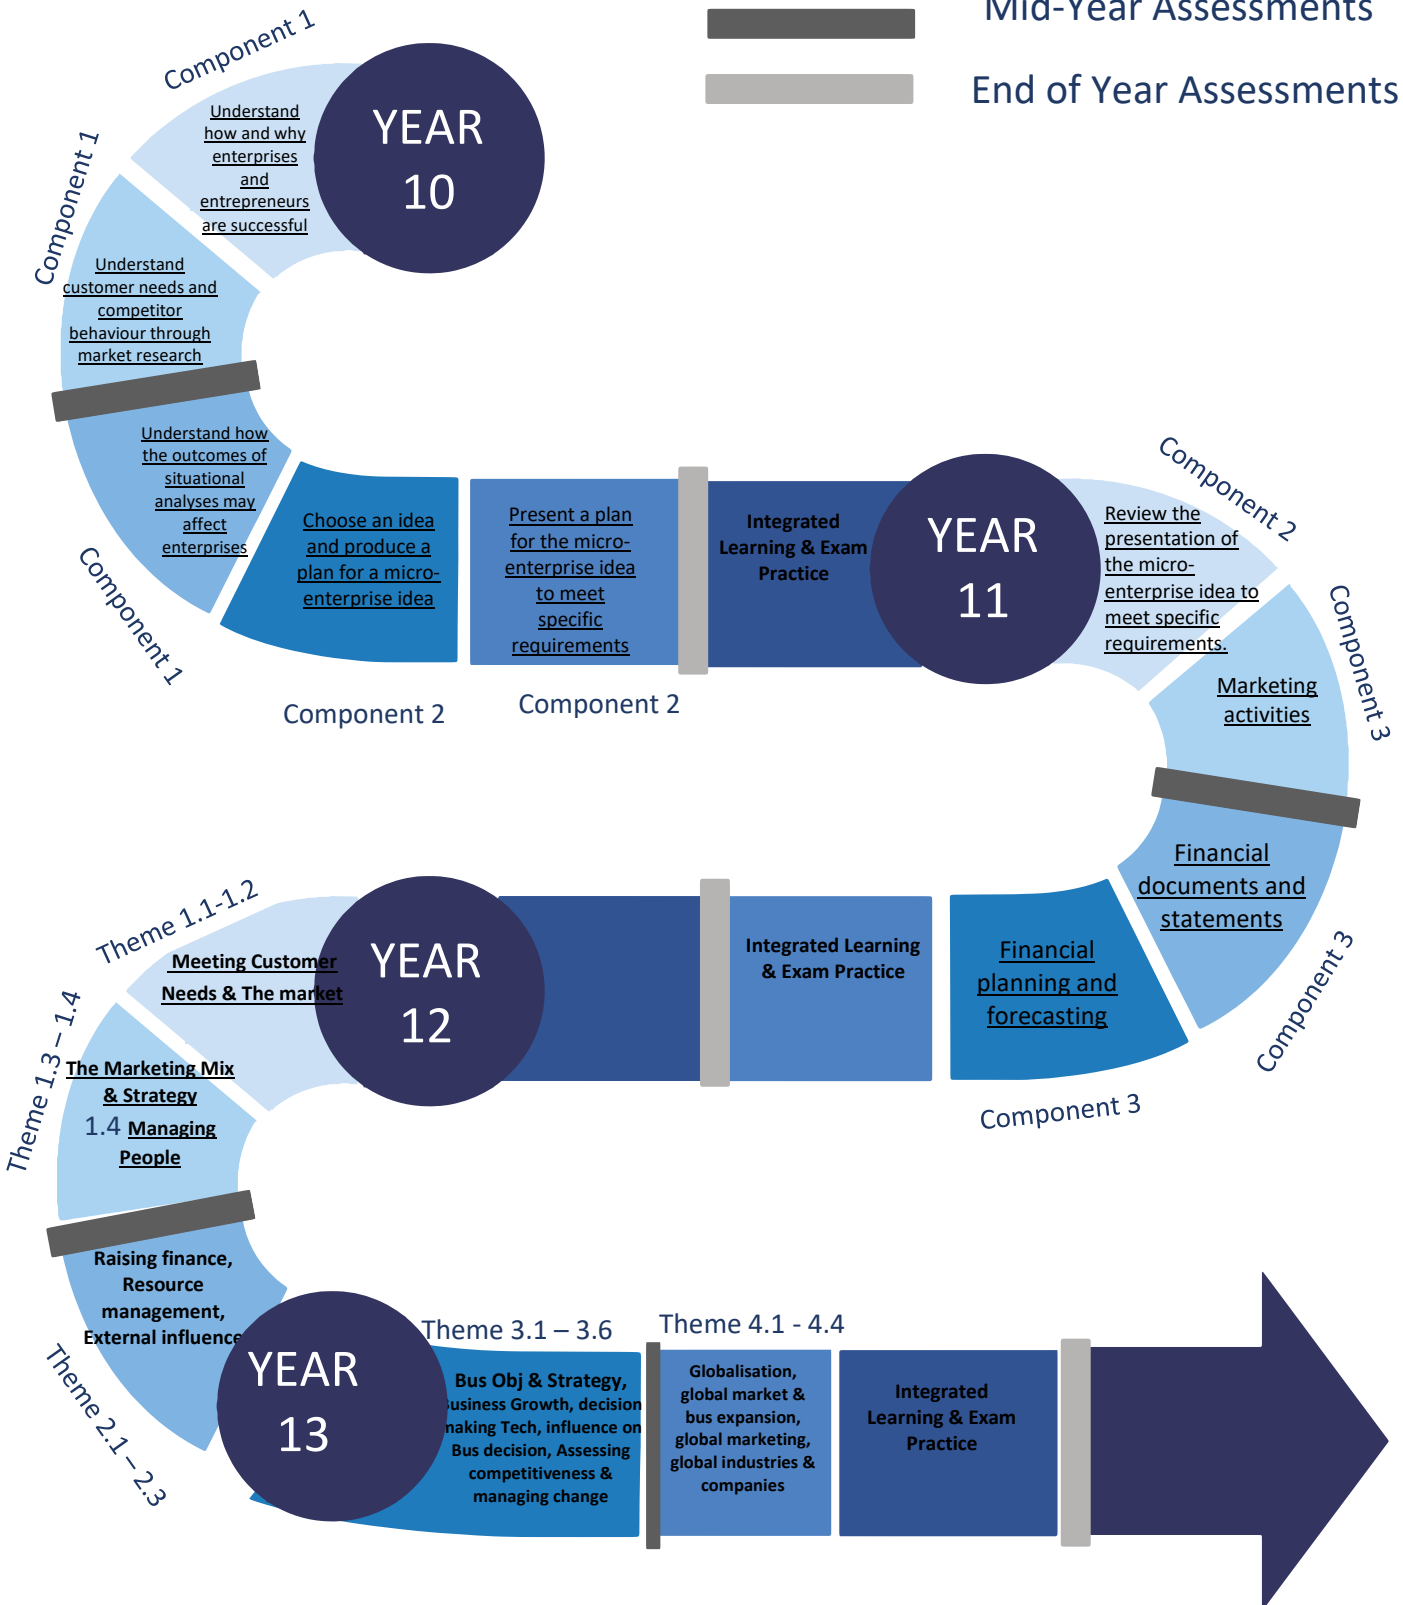 Mid-Year Assessments
End of Year Assessments
Component 1
YEAR
10
Understand
how and why
enterprises
and
entrepreneurs
are successful
Component 1
Understand
customer needs and
competitor
behaviour through
market research
Understand how
the outcomes of
situational
analyses may
affect
enterprises
Component 1
Choose an idea
and produce a
plan for a micro-
enterprise idea
Component 2
Present a plan
for the micro-
enterprise idea
to meet
specific
requirements
Component 2
Integrated
Learning & Exam
Practice
YEAR
11
Component 2
Review the
presentation of
the micro-
enterprise idea to
meet specific
requirements.
Component 3
Marketing
activities
Financial
documents and
statements
Component 3
Financial
planning and
forecasting
Component 3
Integrated Learning
& Exam Practice
YEAR
12
Theme 1.1-1.2
Meeting Customer
Needs & The market
Theme 1.3 – 1.4
The Marketing Mix
& Strategy
1.4 Managing
People
Raising finance,
Resource
management,
External influence
Theme 2.1 – 2.3
YEAR
13
Theme 3.1 – 3.6
Bus Obj & Strategy,
Business Growth, decision
making Tech, influence on
Bus decision, Assessing
competitiveness &
managing change
Theme 4.1 - 4.4
Globalisation,
global market &
bus expansion,
global marketing,
global industries &
companies
Integrated
Learning & Exam
Practice